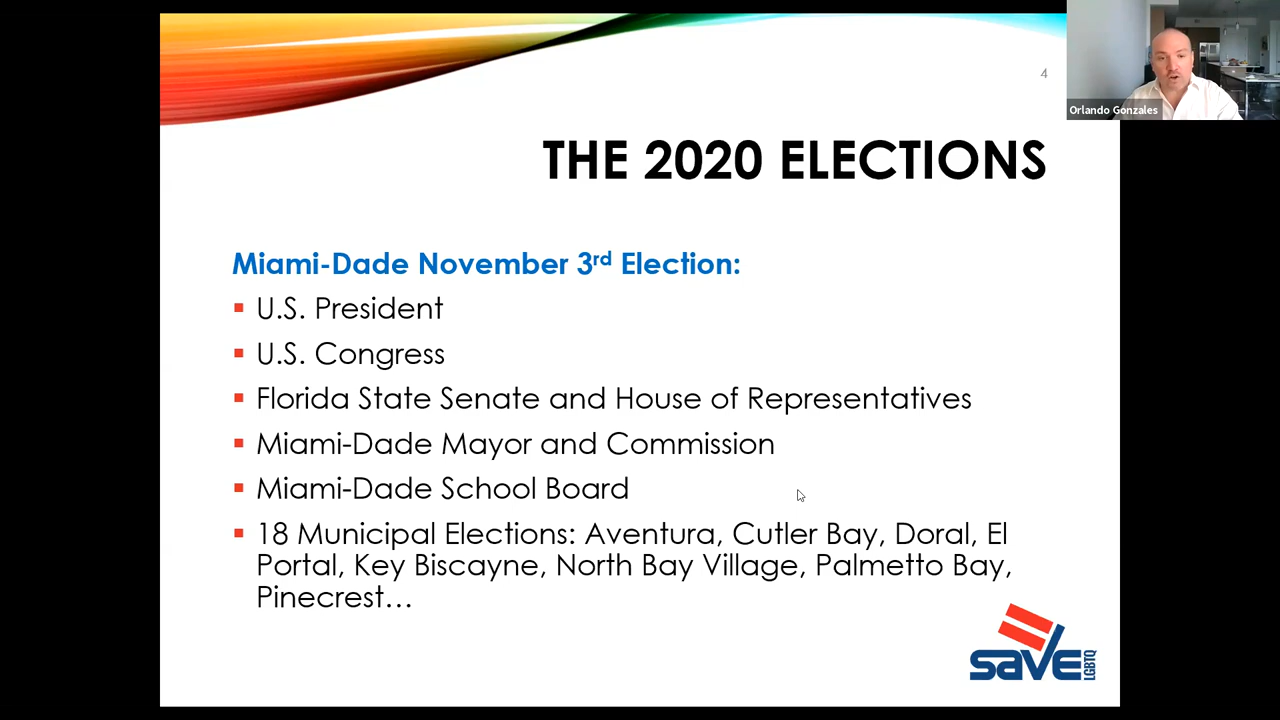 4
Orlando Gonzales
THE 2020 ELECTIONS
Miami-Dade November 3rd Election:
▪ U.S. President
▪ U.S. Congress
▪ Florida State Senate and House of Representatives
▪ Miami-Dade Mayor and Commission
▪ Miami-Dade School Board
▪ 18 Municipal Elections: Aventura, Cutler Bay, Doral, El
Portal, Key Biscayne, North Bay Village, Palmetto Bay,
Pinecrest…
save LGBTQ